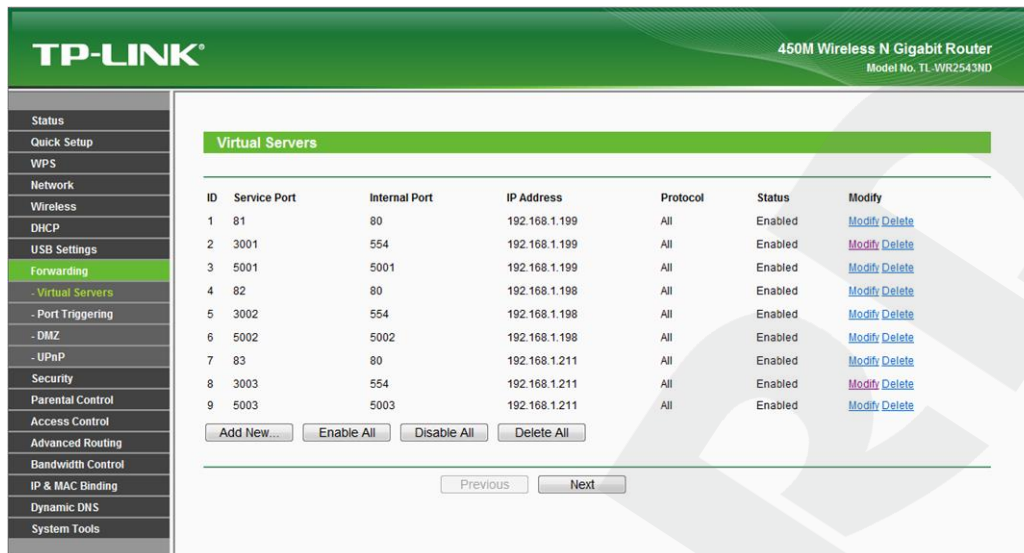 TP-LINK®
450M Wireless N Gigabit Router
Model No. TL-WR2543ND
Status
Quick Setup
WPS
Network
Wireless
DHCP
USB Settings
Forwarding
- Virtual Servers
- Port Triggering
- DMZ
- UPnP
Security
Parental Control
Access Control
Advanced Routing
Bandwidth Control
IP & MAC Binding
Dynamic DNS
System Tools
Virtual Servers
ID Service Port Internal Port IP Address Protocol Status Modify
1 81 80 192.168.1.199 All Enabled Modify Delete
2 3001 554 192.168.1.199 All Enabled Modify Delete
3 5001 5001 192.168.1.199 All Enabled Modify Delete
4 82 80 192.168.1.198 All Enabled Modify Delete
5 3002 554 192.168.1.198 All Enabled Modify Delete
6 5002 5002 192.168.1.198 All Enabled Modify Delete
7 83 80 192.168.1.211 All Enabled Modify Delete
8 3003 554 192.168.1.211 All Enabled Modify Delete
9 5003 5003 192.168.1.211 All Enabled Modify Delete
Add New... Enable All Disable All Delete All
Previous Next